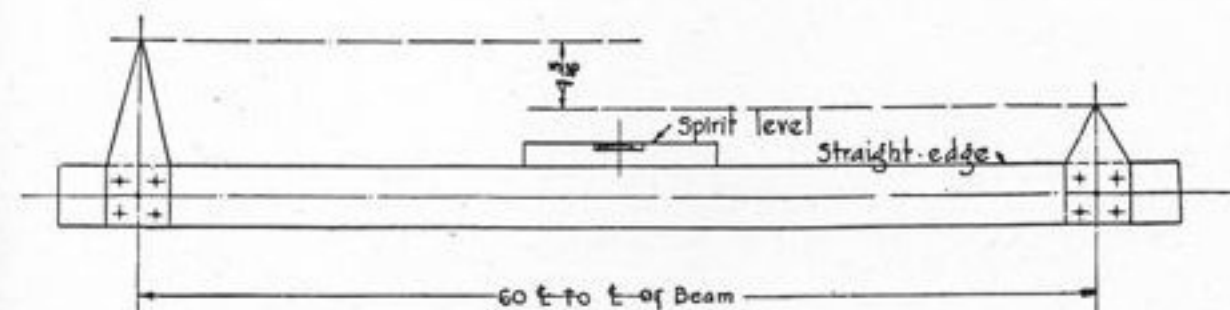 Spirit level
Straight-edge
60 ℄ TO ℄ of Beam